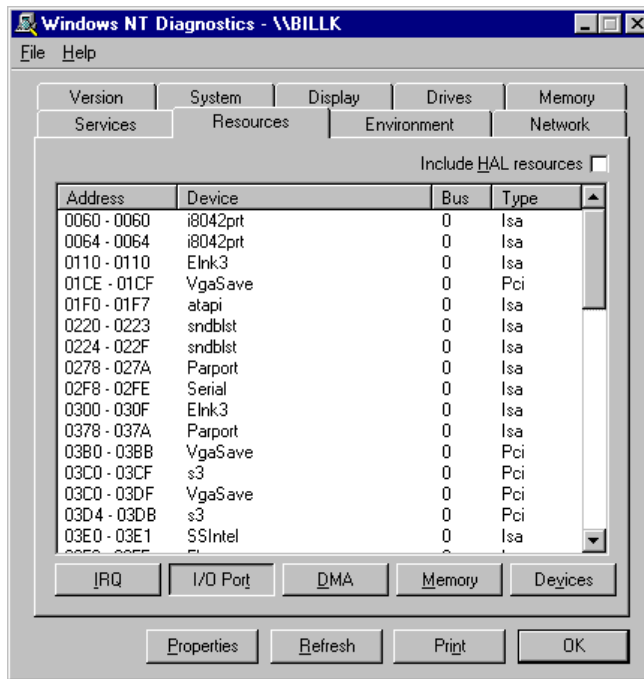 Windows NT Diagnostics - \\BILLK
File Help
Version System Display Drives Memory
Services Resources Environment Network
Include HAL resources
Address Device Bus Type
0060 - 0060 i8042prt 0 Isa
0064 - 0064 i8042prt 0 Isa
0110 - 0110 Elnk3 0 Isa
01CE - 01CF VgaSave 0 Pci
01F0 - 01F7 atapi 0 Isa
0220 - 0223 sndblst 0 Isa
0224 - 022F sndblst 0 Isa
0278 - 027A Parport 0 Isa
02F8 - 02FE Serial 0 Isa
0300 - 030F Elnk3 0 Isa
0378 - 037A Parport 0 Isa
03B0 - 03BB VgaSave 0 Pci
03C0 - 03CF s3 0 Pci
03C0 - 03DF VgaSave 0 Pci
03D4 - 03DB s3 0 Pci
03E0 - 03E1 SSIntel 0 Isa
IRQ I/O Port DMA Memory Devices
Properties Refresh Print OK